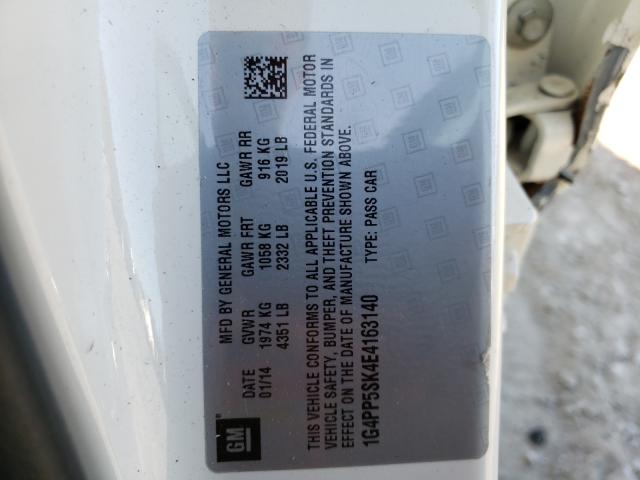 MFD BY GENERAL MOTORS LLC
DATE GVWR GAWR FRT GAWR RR
01/14 1974 KG 1058 KG 916 KG
4351 LB 2332 LB 2019 LB
THIS VEHICLE CONFORMS TO ALL APPLICABLE U.S. FEDERAL MOTOR
VEHICLE SAFETY, BUMPER, AND THEFT PREVENTION STANDARDS IN
EFFECT ON THE DATE OF MANUFACTURE SHOWN ABOVE.
1G4PP5SK4E4163140 TYPE: PASS CAR
GM®